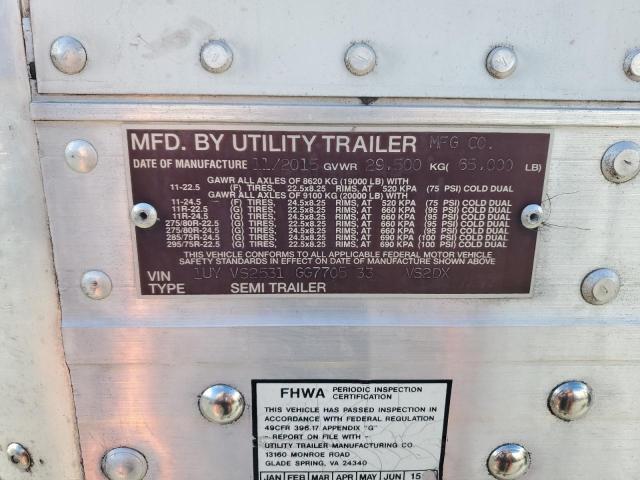 MFD. BY UTILITY TRAILER MFG CO.
DATE OF MANUFACTURE 11/2015 GVWR 29,500 KG( 65,000 LB)
GAWR ALL AXLES OF 8620 KG (19000 LB) WITH
11-22.5 (F) TIRES, 22.5x8.25 RIMS, AT 520 KPA (75 PSI) COLD DUAL
GAWR ALL AXLES OF 9100 KG (20000 LB) WITH
11-24.5 (F) TIRES, 24.5x8.25 RIMS, AT 520 KPA (75 PSI) COLD DUAL
11R-22.5 (G) TIRES, 22.5x8.25 RIMS, AT 660 KPA (95 PSI) COLD DUAL
11R-24.5 (G) TIRES, 24.5x8.25 RIMS, AT 660 KPA (95 PSI) COLD DUAL
275/80R-22.5 (G) TIRES, 22.5x8.25 RIMS, AT 660 KPA (95 PSI) COLD DUAL
275/80R-24.5 (G) TIRES, 24.5x8.25 RIMS, AT 660 KPA (95 PSI) COLD DUAL
285/75R-24.5 (G) TIRES, 24.5x8.25 RIMS, AT 690 KPA (100 PSI) COLD DUAL
295/75R-22.5 (G) TIRES, 22.5x8.25 RIMS, AT 690 KPA (100 PSI) COLD DUAL
THIS VEHICLE CONFORMS TO ALL APPLICABLE FEDERAL MOTOR VEHICLE
SAFETY STANDARDS IN EFFECT ON DATE OF MANUFACTURE SHOWN ABOVE
VIN 1UY VS2531 GG7705 33 VS2DX
TYPE SEMI TRAILER
FHWA PERIODIC INSPECTION
CERTIFICATION
THIS VEHICLE HAS PASSED INSPECTION
IN ACCORDANCE WITH FEDERAL REGULATION
49CFR 396.17 APPENDIX "G"
- REPORT ON FILE WITH -
UTILITY TRAILER MANUFACTURING CO.
13160 MONROE ROAD
GLADE SPRING, VA 24340
JAN FEB MAR APR MAY JUN 15